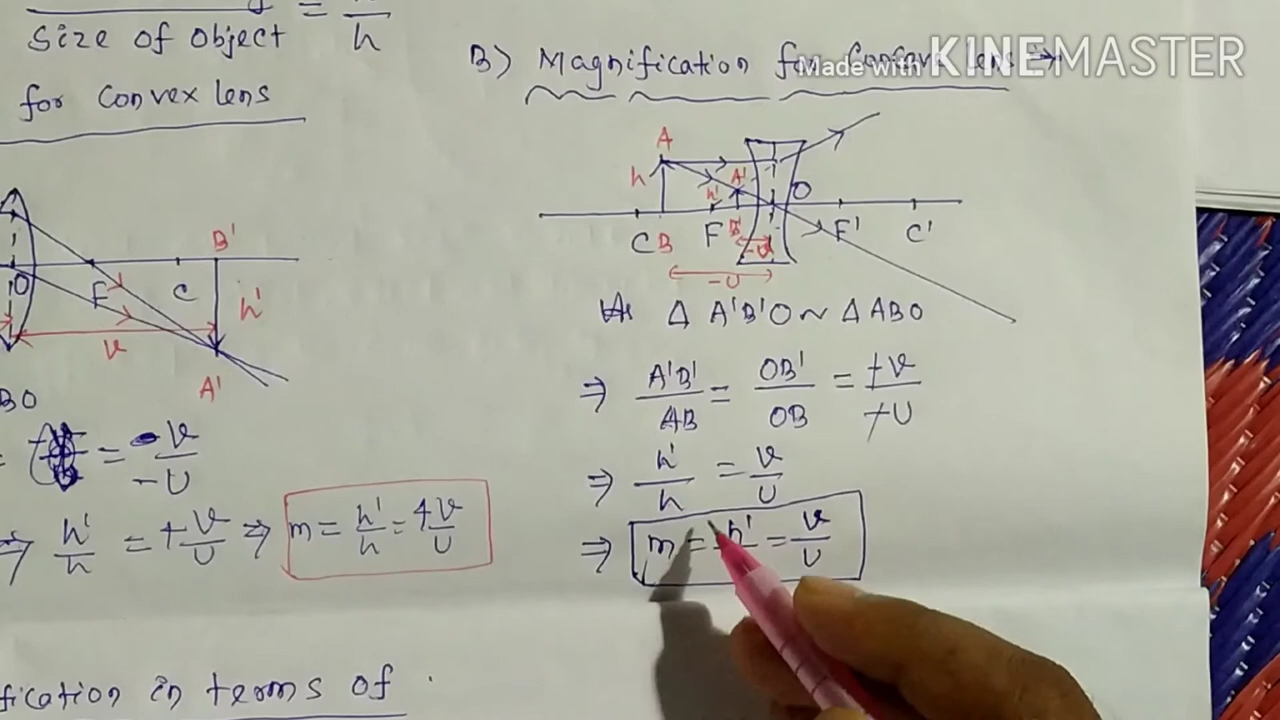 = h'/h
Size of object
for Convex lens
B'
O
F
C
h'
v
A'
BO
= -v/-U
⇒ h'/h = +v/U ⇒ m = h'/h = +v/U
fication in terms of
Made with KINEMASTER
B) Magnification for Concave lens →
A
h
A'
h'
O
C B F B' F' C'
-v
-U
As Δ A'B'O ~ Δ ABO
⇒ A'B'/AB = OB'/OB = +v/+U
⇒ h'/h = v/U
⇒ m = h'/h = v/U